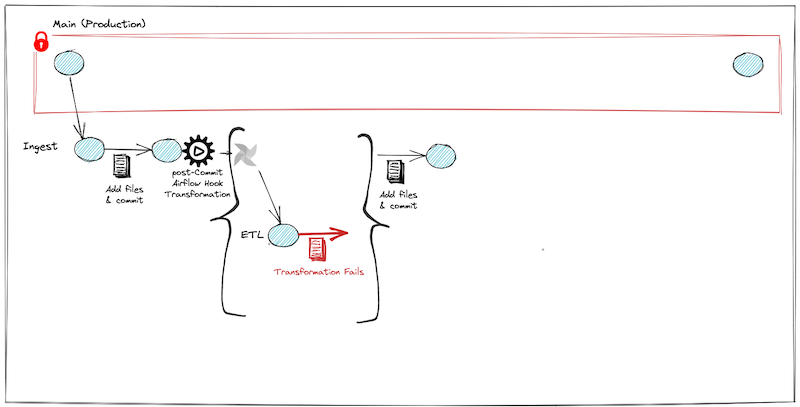 Main (Production)
Ingest
Add files
& commit
post-Commit
Airflow Hook
Transformation
ETL
Transformation Fails
Add files
& commit